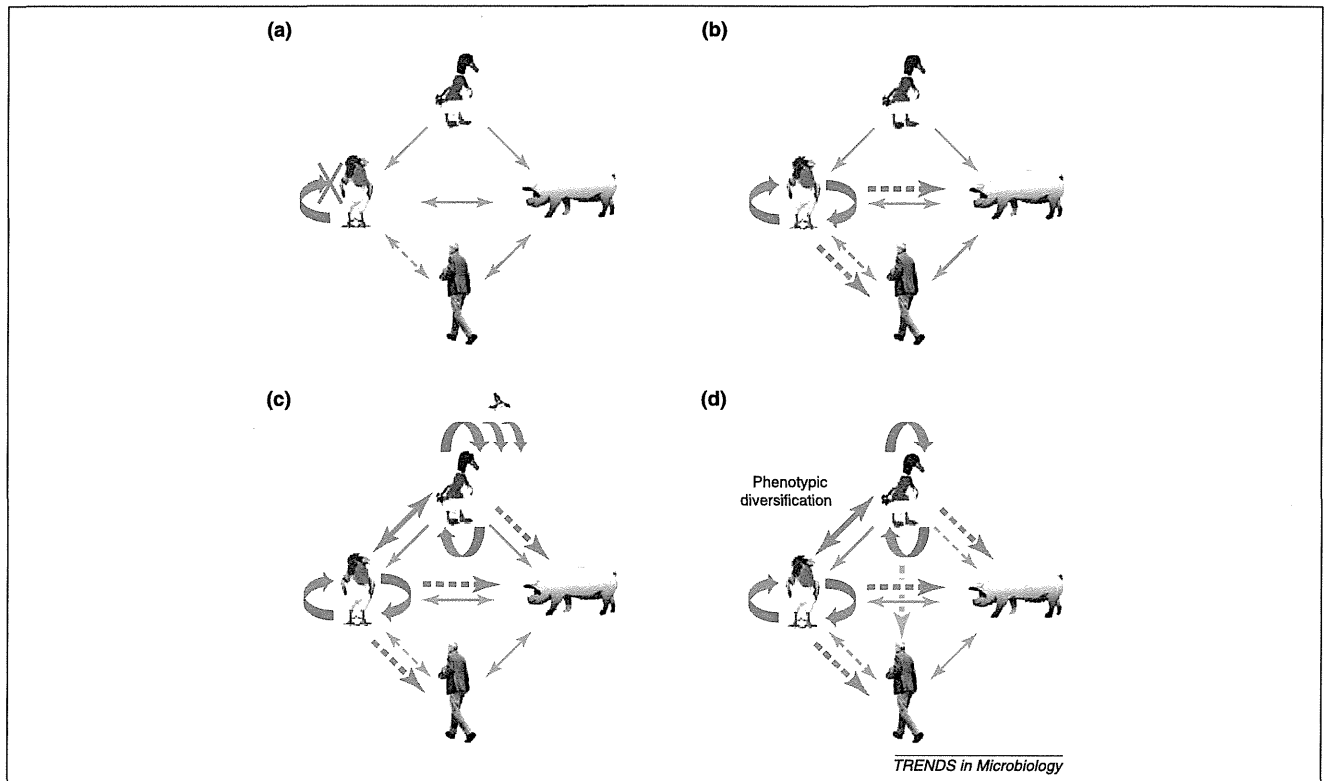 (a)
(b)
(c)
(d)
Phenotypic
diversification
TRENDS in Microbiology